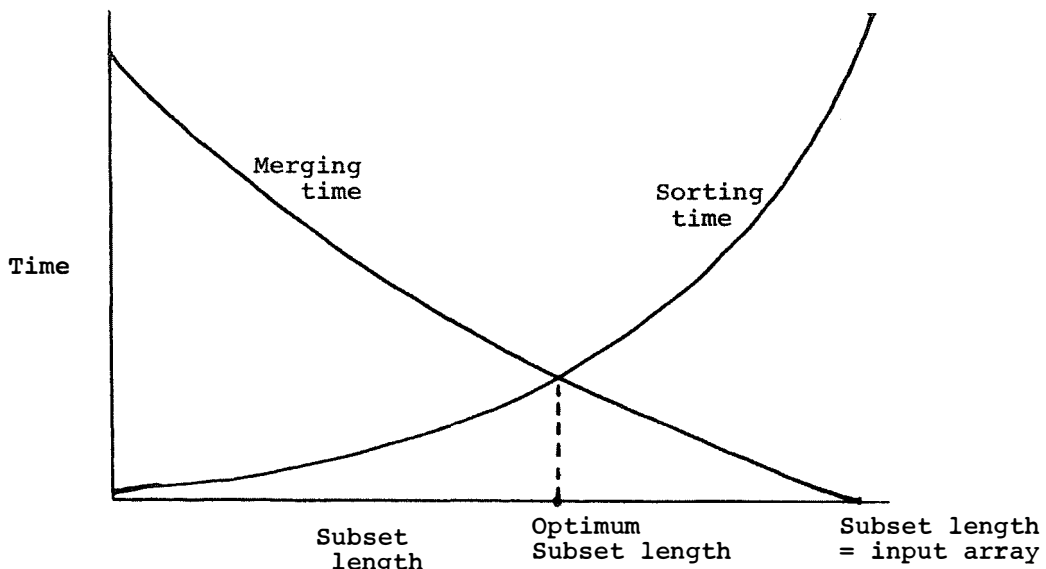 Merging
time
Sorting
time
Time
Subset
length
Optimum
Subset length
Subset length
= input array